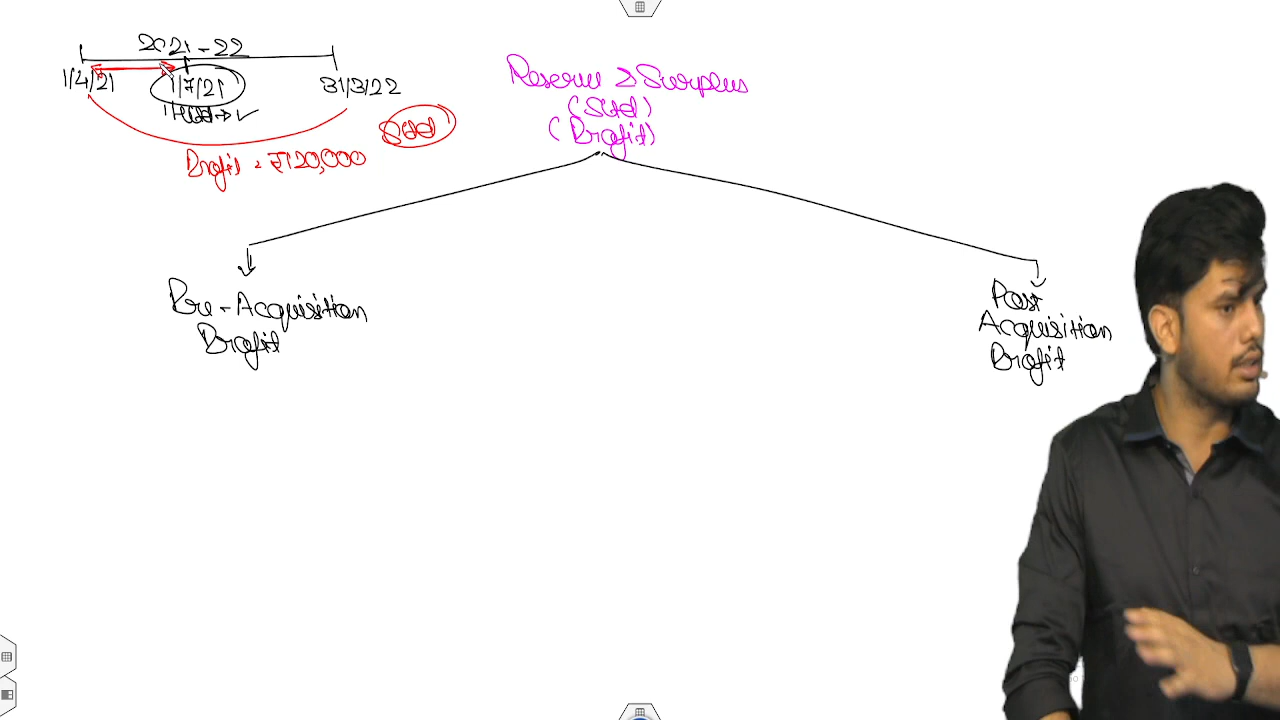 2021-22
1/4/21
1/7/21
31/3/22
Profit = ₹120,000
Reserve & Surplus
(Std)
(Profit)
Pre-Acquisition
Profit
Post
Acquisition
Profit